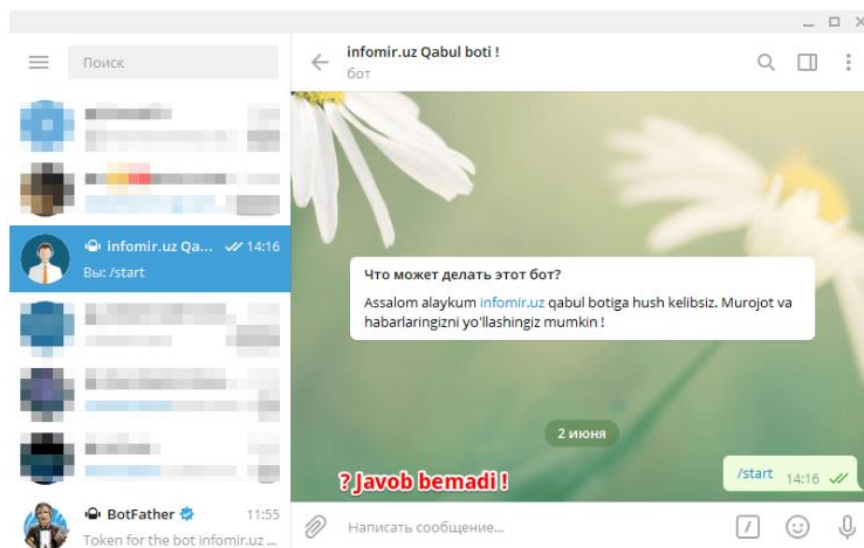 Поиск
infomir.uz Qabul boti !
бот
infomir.uz Qa... 14:16
Вы: /start
Что может делать этот бот?
Assalom alaykum infomir.uz qabul botiga hush kelibsiz. Murojot va
habarlaringizni yo'llashingiz mumkin !
2 июня
/start 14:16
? Javob bemadi !
BotFather 11:55
Token for the bot infomir.uz ...
Написать сообщение...